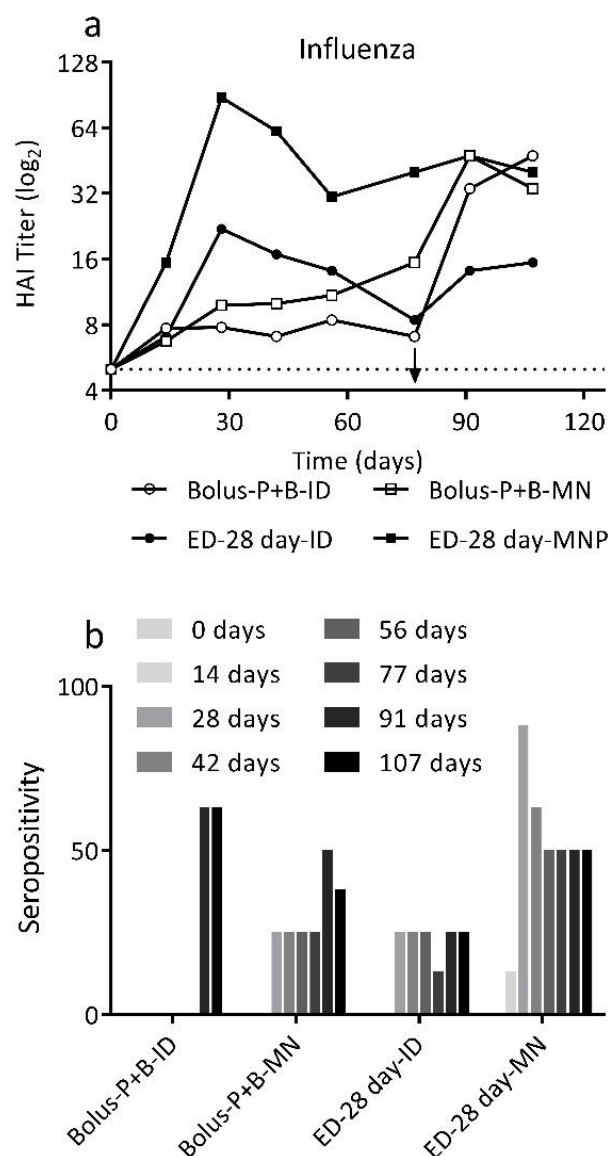 a
Influenza
128
64
32
16
8
4
HAI Titer (log2)
0 30 60 90 120
Time (days)
Bolus-P+B-ID Bolus-P+B-MN
ED-28 day-ID ED-28 day-MNP
b
0 days 56 days
14 days 77 days
28 days 91 days
42 days 107 days
100
50
0
Seropositivity
Bolus-P+B-ID
Bolus-P+B-MN
ED-28 day-ID
ED-28 day-MN